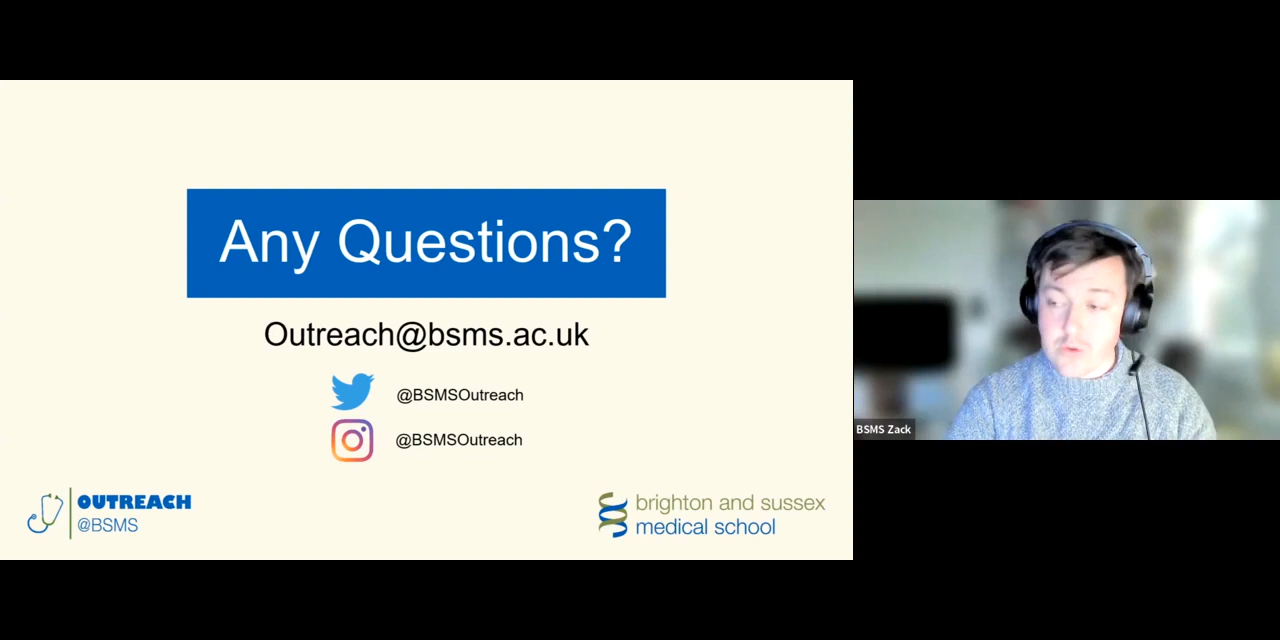 Any Questions?
Outreach@bsms.ac.uk
@BSMSOutreach
@BSMSOutreach
OUTREACH
@BSMS
brighton and sussex
medical school
BSMS Zack